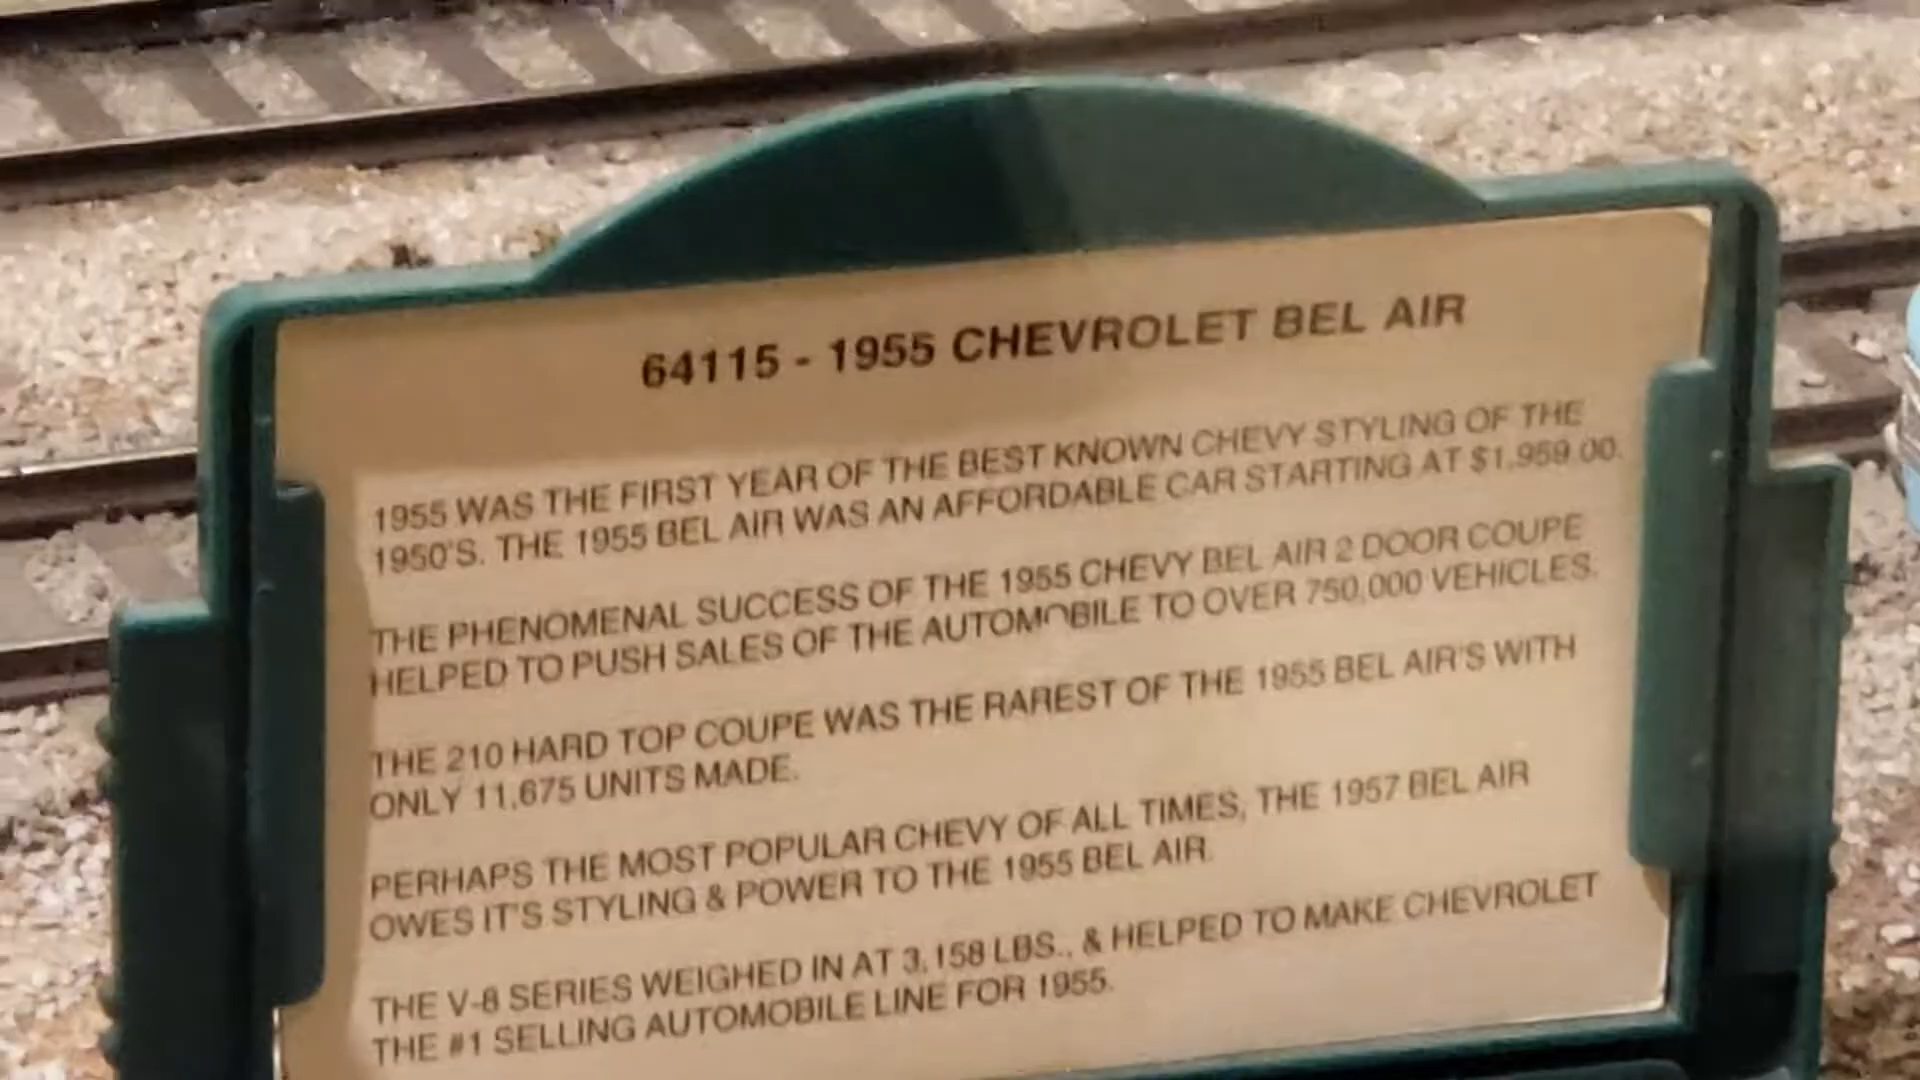 64115 - 1955 CHEVROLET BEL AIR
1955 WAS THE FIRST YEAR OF THE BEST KNOWN CHEVY STYLING OF THE
1950'S. THE 1955 BEL AIR WAS AN AFFORDABLE CAR STARTING AT $1,959.00.
THE PHENOMENAL SUCCESS OF THE 1955 CHEVY BEL AIR 2 DOOR COUPE
HELPED TO PUSH SALES OF THE AUTOMOBILE TO OVER 750,000 VEHICLES.
THE 210 HARD TOP COUPE WAS THE RAREST OF THE 1955 BEL AIR'S WITH
ONLY 11,675 UNITS MADE.
PERHAPS THE MOST POPULAR CHEVY OF ALL TIMES, THE 1957 BEL AIR
OWES IT'S STYLING & POWER TO THE 1955 BEL AIR.
THE V-8 SERIES WEIGHED IN AT 3,158 LBS., & HELPED TO MAKE CHEVROLET
THE #1 SELLING AUTOMOBILE LINE FOR 1955.